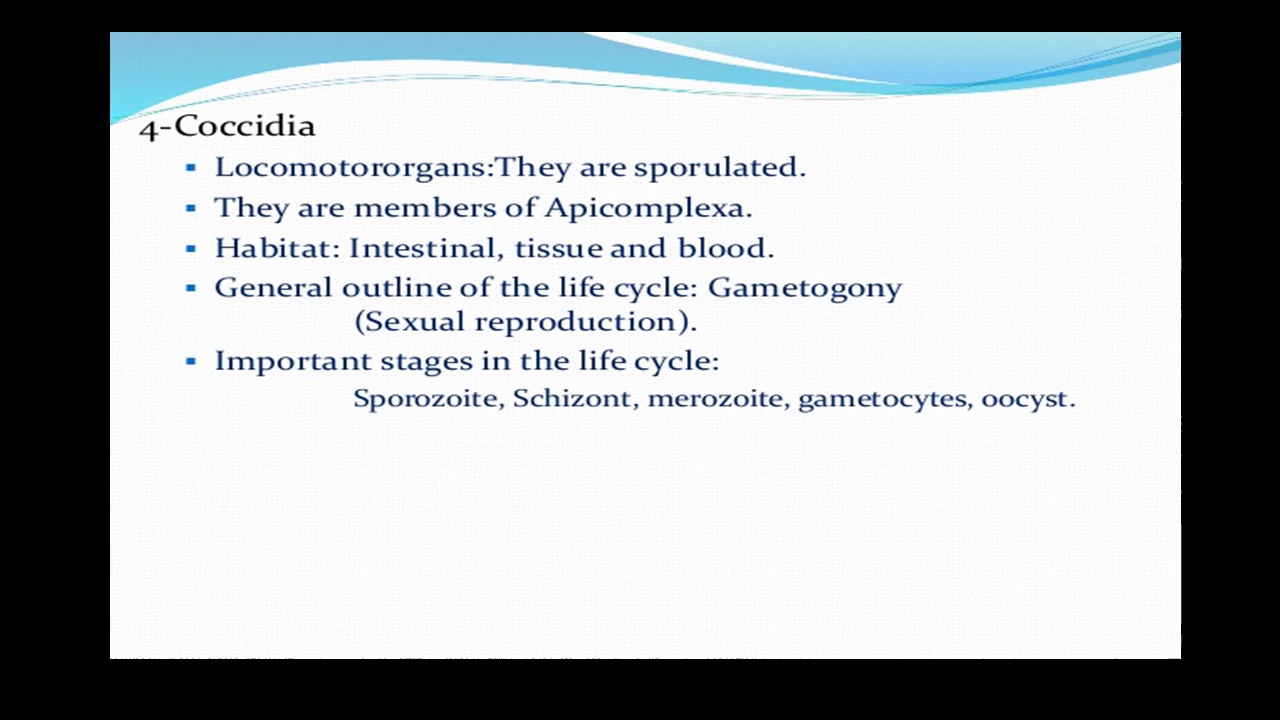 4-Coccidia
▪ Locomotororgans:They are sporulated.
▪ They are members of Apicomplexa.
▪ Habitat: Intestinal, tissue and blood.
▪ General outline of the life cycle: Gametogony
(Sexual reproduction).
▪ Important stages in the life cycle:
Sporozoite, Schizont, merozoite, gametocytes, oocyst.